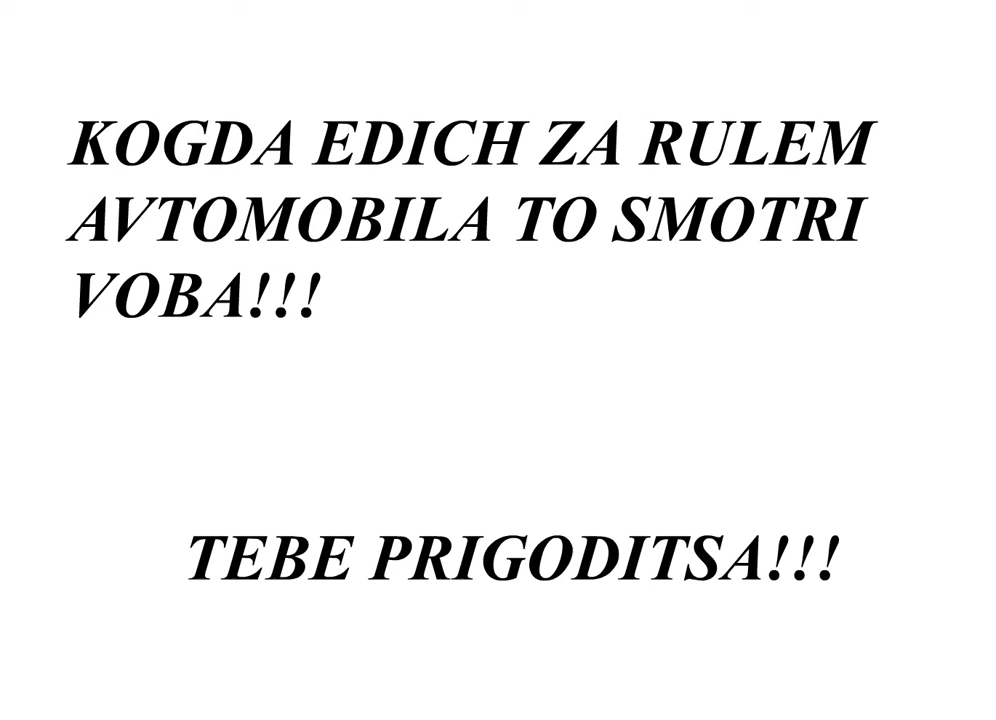 KOGDA EDICH ZA RULEM
AVTOMOBILA TO SMOTRI
VOBA!!!
TEBE PRIGODITSA!!!